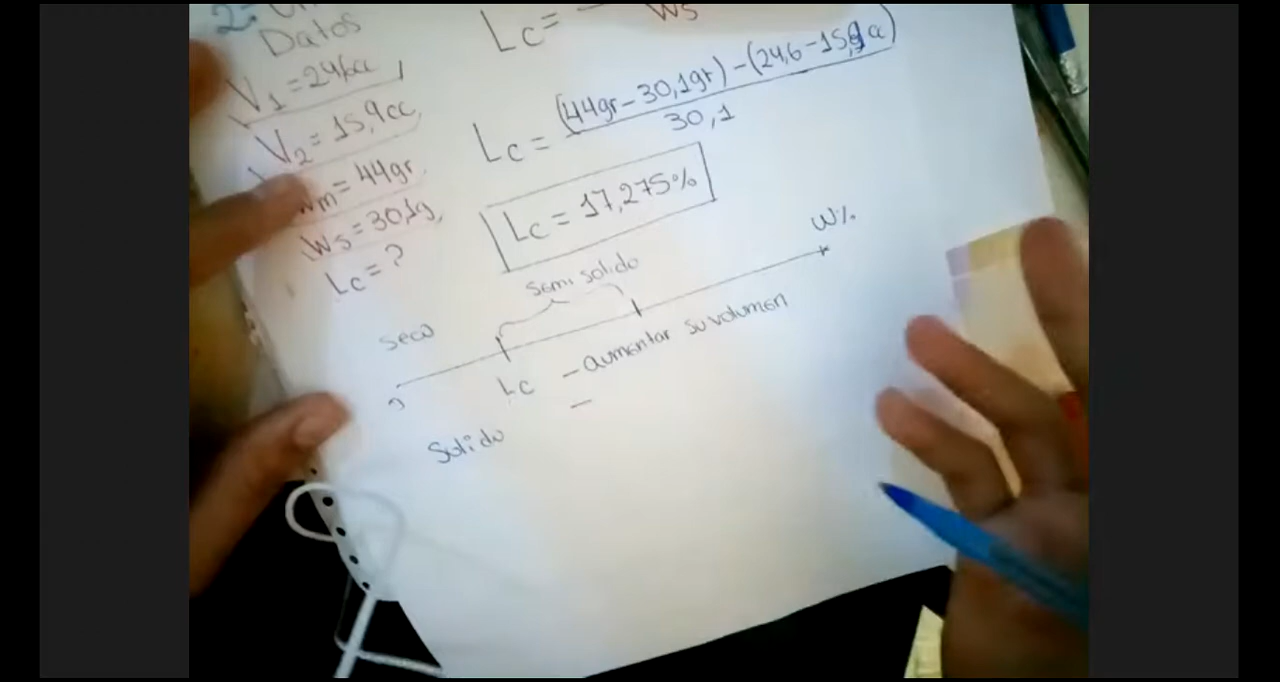 2-
Datos
V1 = 24,6cc
V2 = 15,9cc
Wm = 44gr
Ws = 30,1g
Lc = ?
Lc =
Ws
Lc = (44gr - 30,1gr) - (24,6 - 15,9cc) / 30,1
Lc = 17,275%
W%
Semi solido
Seco
Lc
- aumentar su volumen
-
Solido